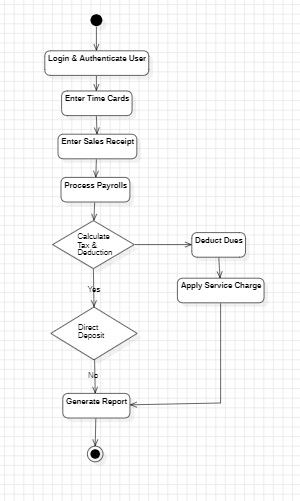 Login & Authenticate User
Enter Time Cards
Enter Sales Receipt
Process Payrolls
Calculate
Tax &
Deduction
Deduct Dues
Apply Service Charge
Yes
Direct
Deposit
No
Generate Report